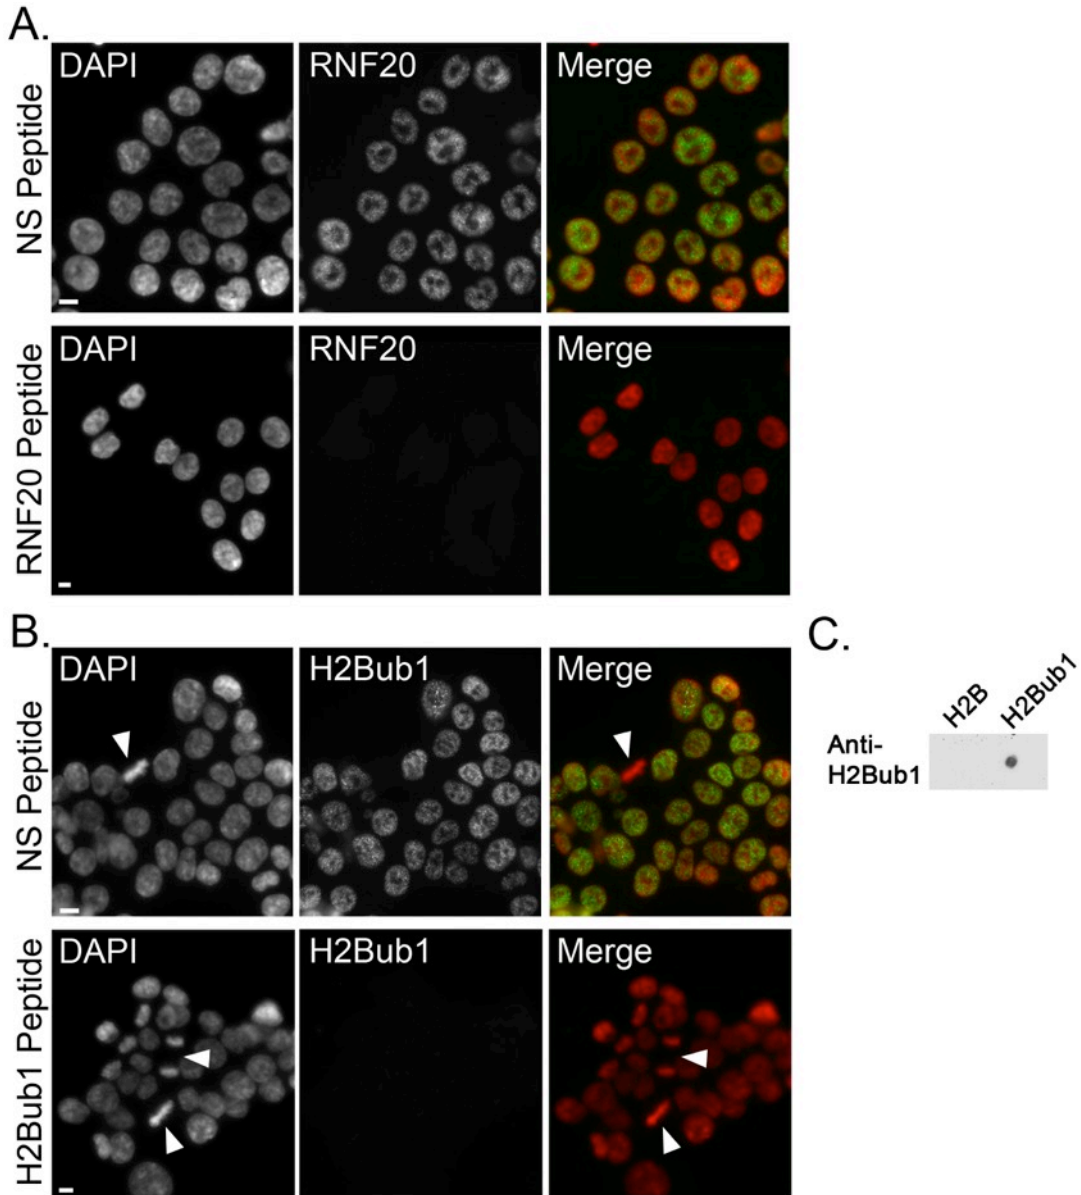 A.
NS Peptide
DAPI
RNF20
Merge
RNF20 Peptide
DAPI
RNF20
Merge
B.
NS Peptide
DAPI
H2Bub1
Merge
H2Bub1 Peptide
DAPI
H2Bub1
Merge
C.
H2B
H2Bub1
Anti-
H2Bub1